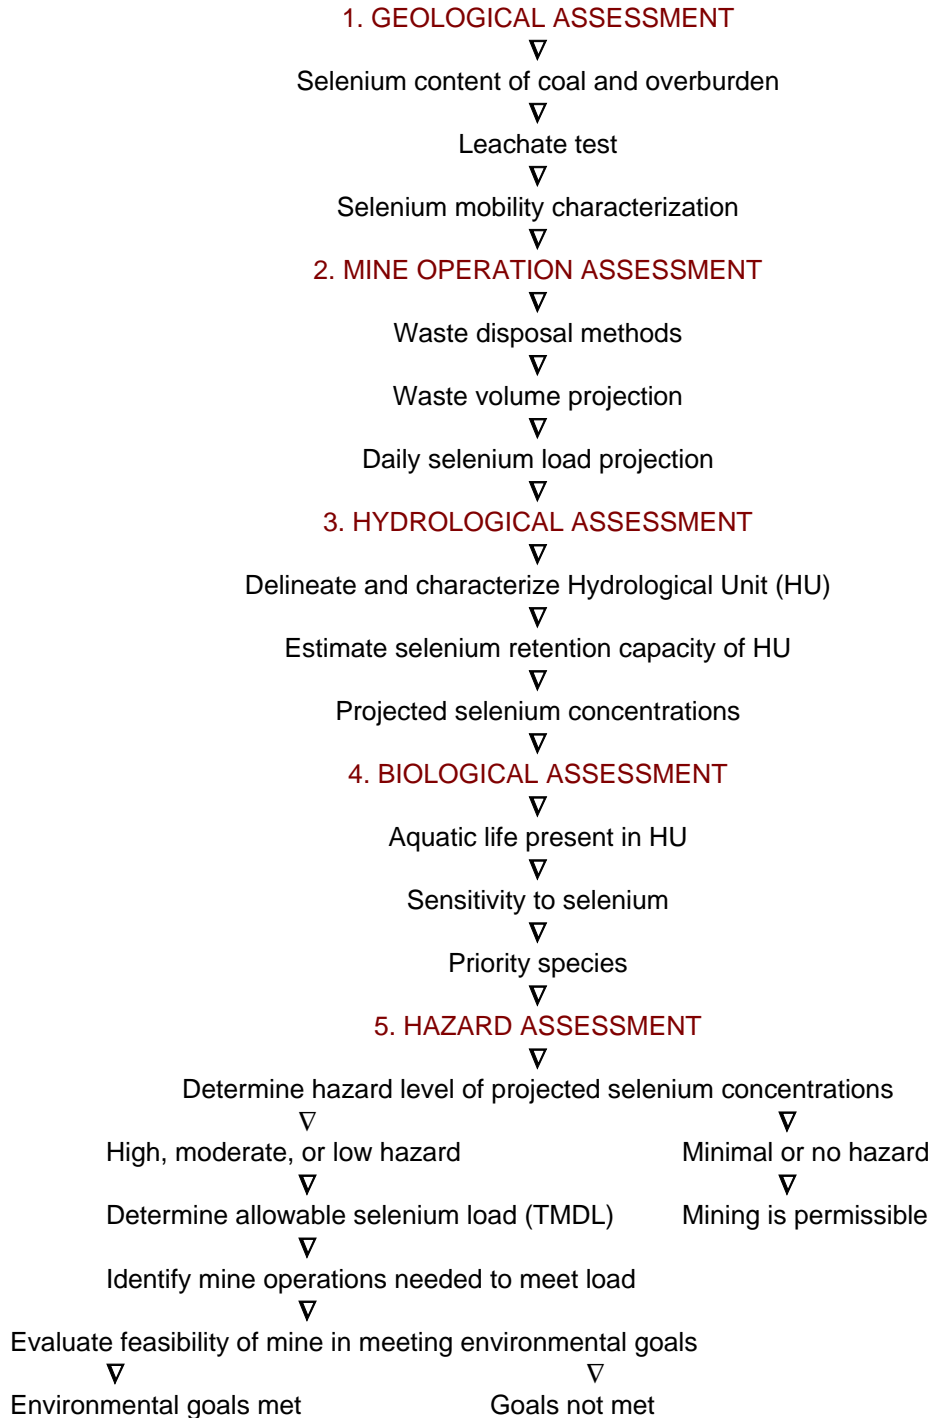 1. GEOLOGICAL ASSESSMENT
Selenium content of coal and overburden
Leachate test
Selenium mobility characterization
2. MINE OPERATION ASSESSMENT
Waste disposal methods
Waste volume projection
Daily selenium load projection
3. HYDROLOGICAL ASSESSMENT
Delineate and characterize Hydrological Unit (HU)
Estimate selenium retention capacity of HU
Projected selenium concentrations
4. BIOLOGICAL ASSESSMENT
Aquatic life present in HU
Sensitivity to selenium
Priority species
5. HAZARD ASSESSMENT
Determine hazard level of projected selenium concentrations
High, moderate, or low hazard Minimal or no hazard
Determine allowable selenium load (TMDL) Mining is permissible
Identify mine operations needed to meet load
Evaluate feasibility of mine in meeting environmental goals
Environmental goals met Goals not met